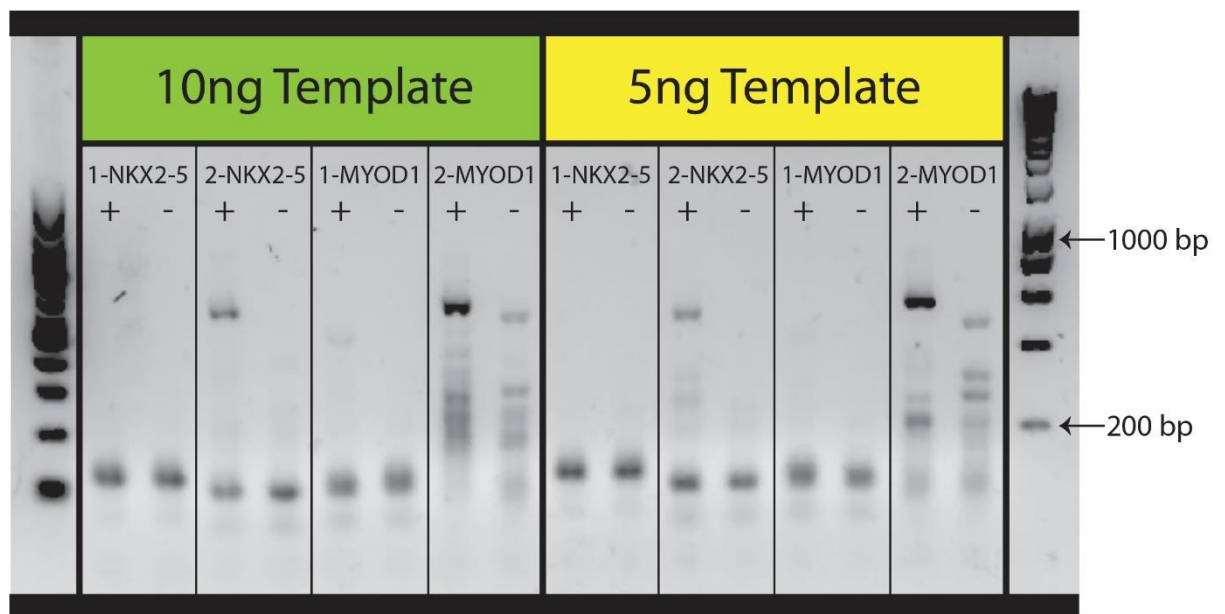 10ng Template 5ng Template
1-NKX2-5 2-NKX2-5 1-MYOD1 2-MYOD1 1-NKX2-5 2-NKX2-5 1-MYOD1 2-MYOD1
+ - + - + - + - + - + - + - + -
1000 bp
200 bp